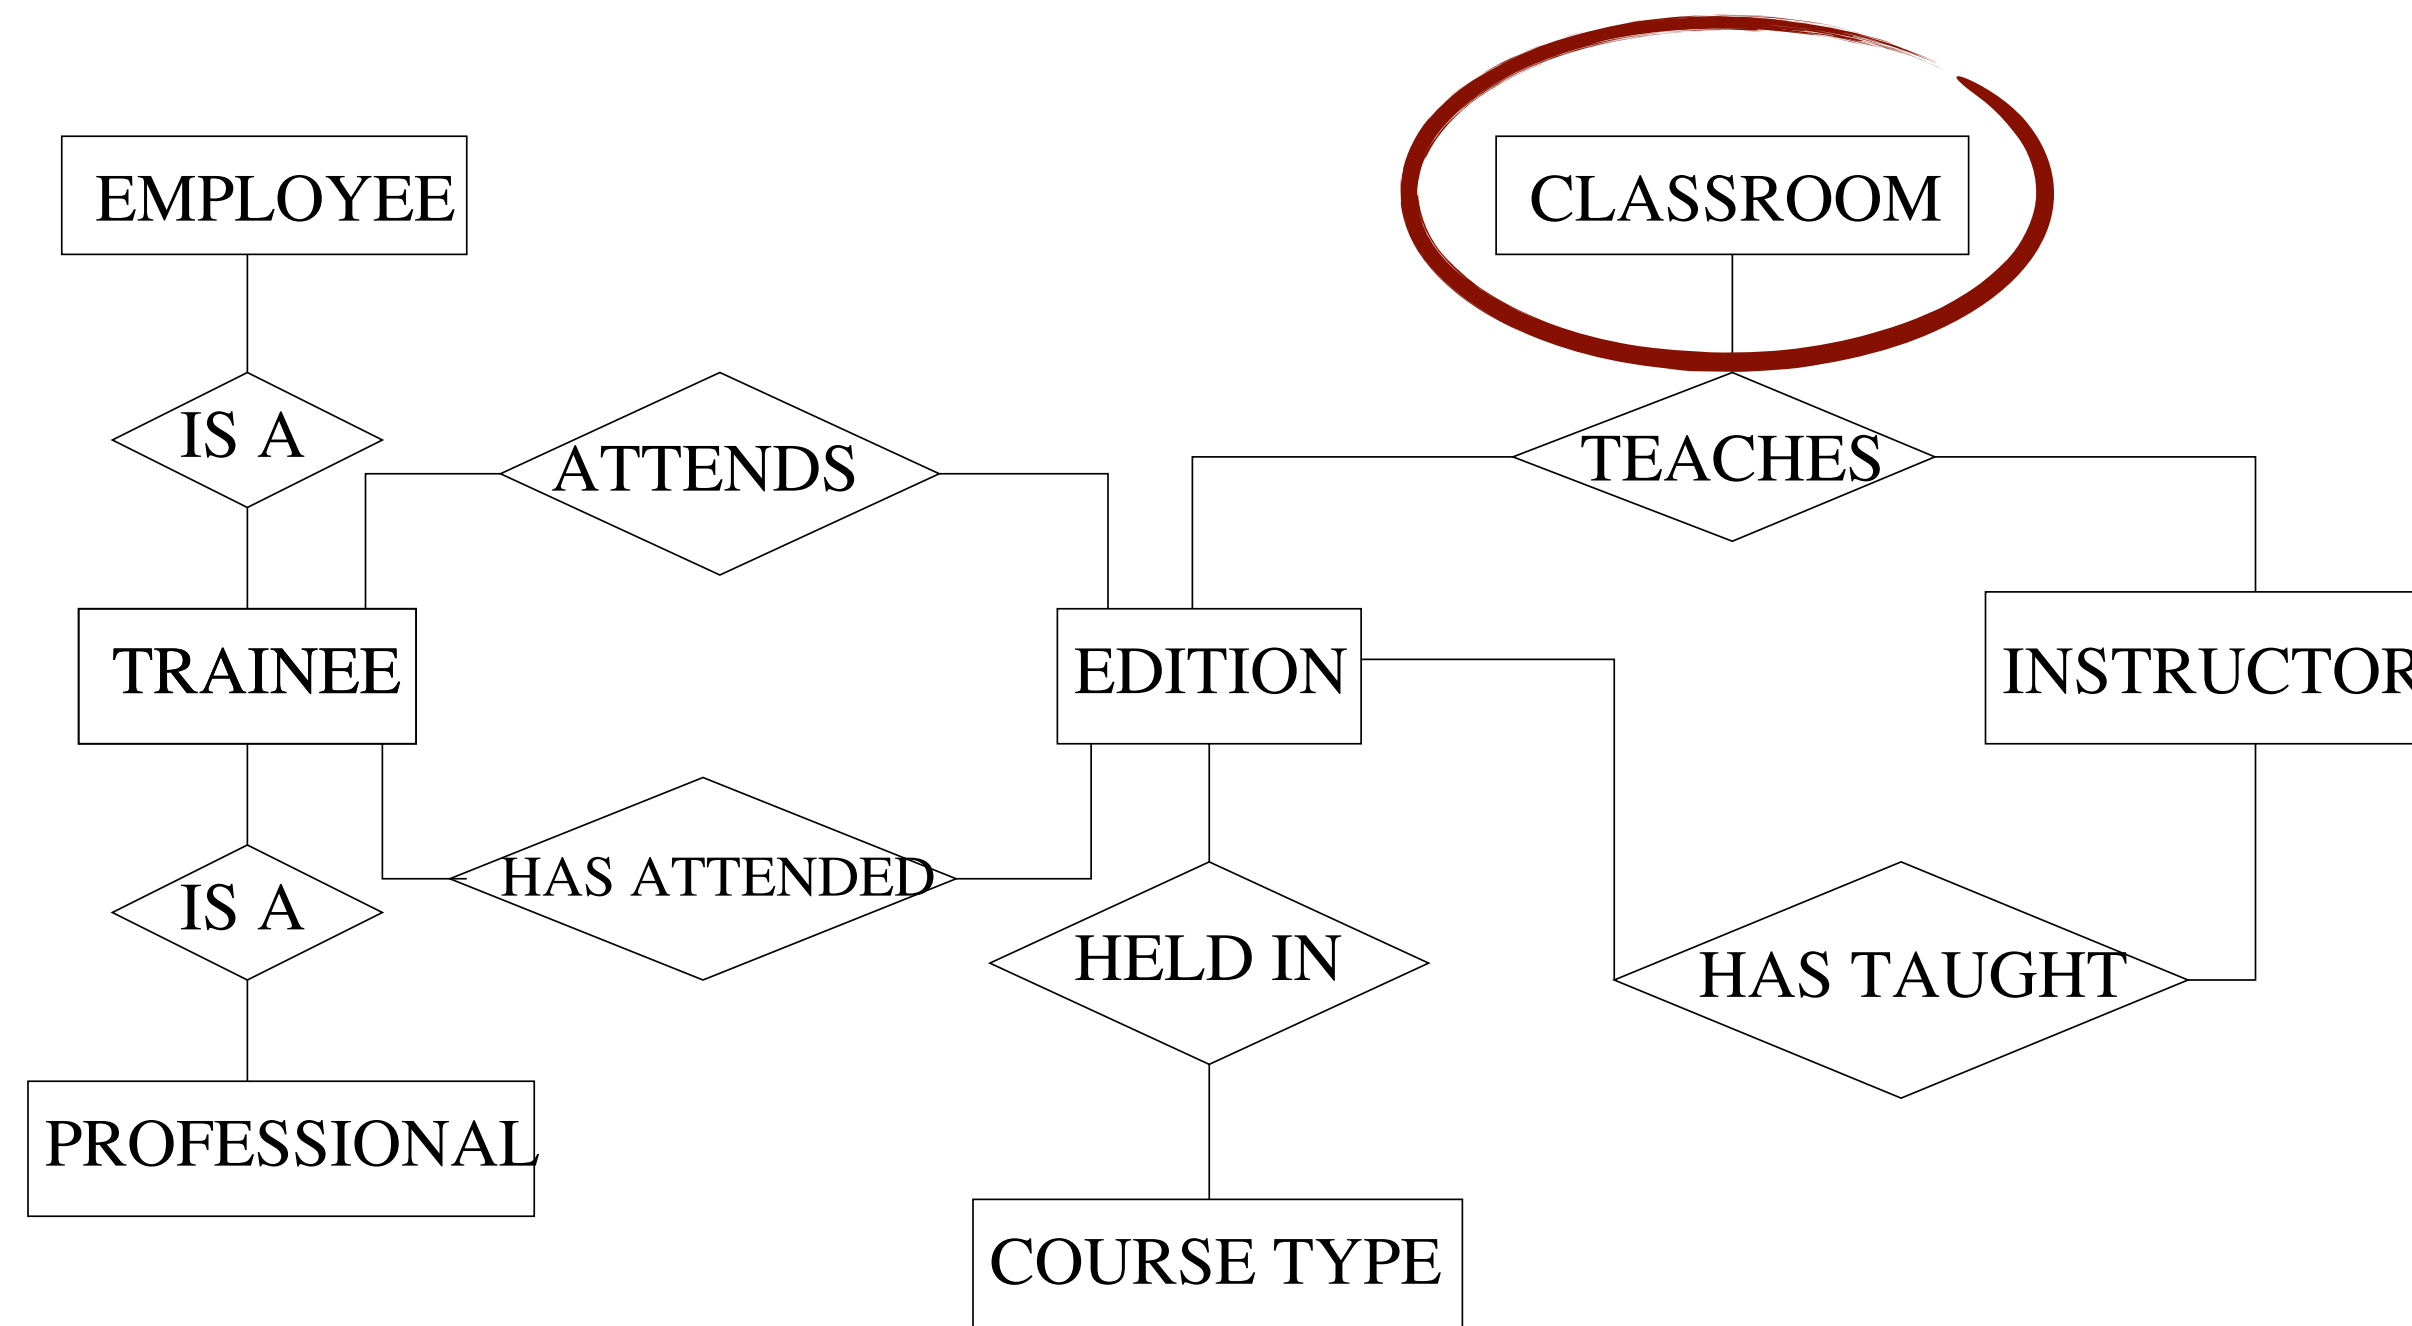 EMPLOYEE
CLASSROOM
IS A
ATTENDS
TEACHES
TRAINEE
EDITION
INSTRUCTOR
HAS ATTENDED
IS A
HELD IN
HAS TAUGHT
PROFESSIONAL
COURSE TYPE